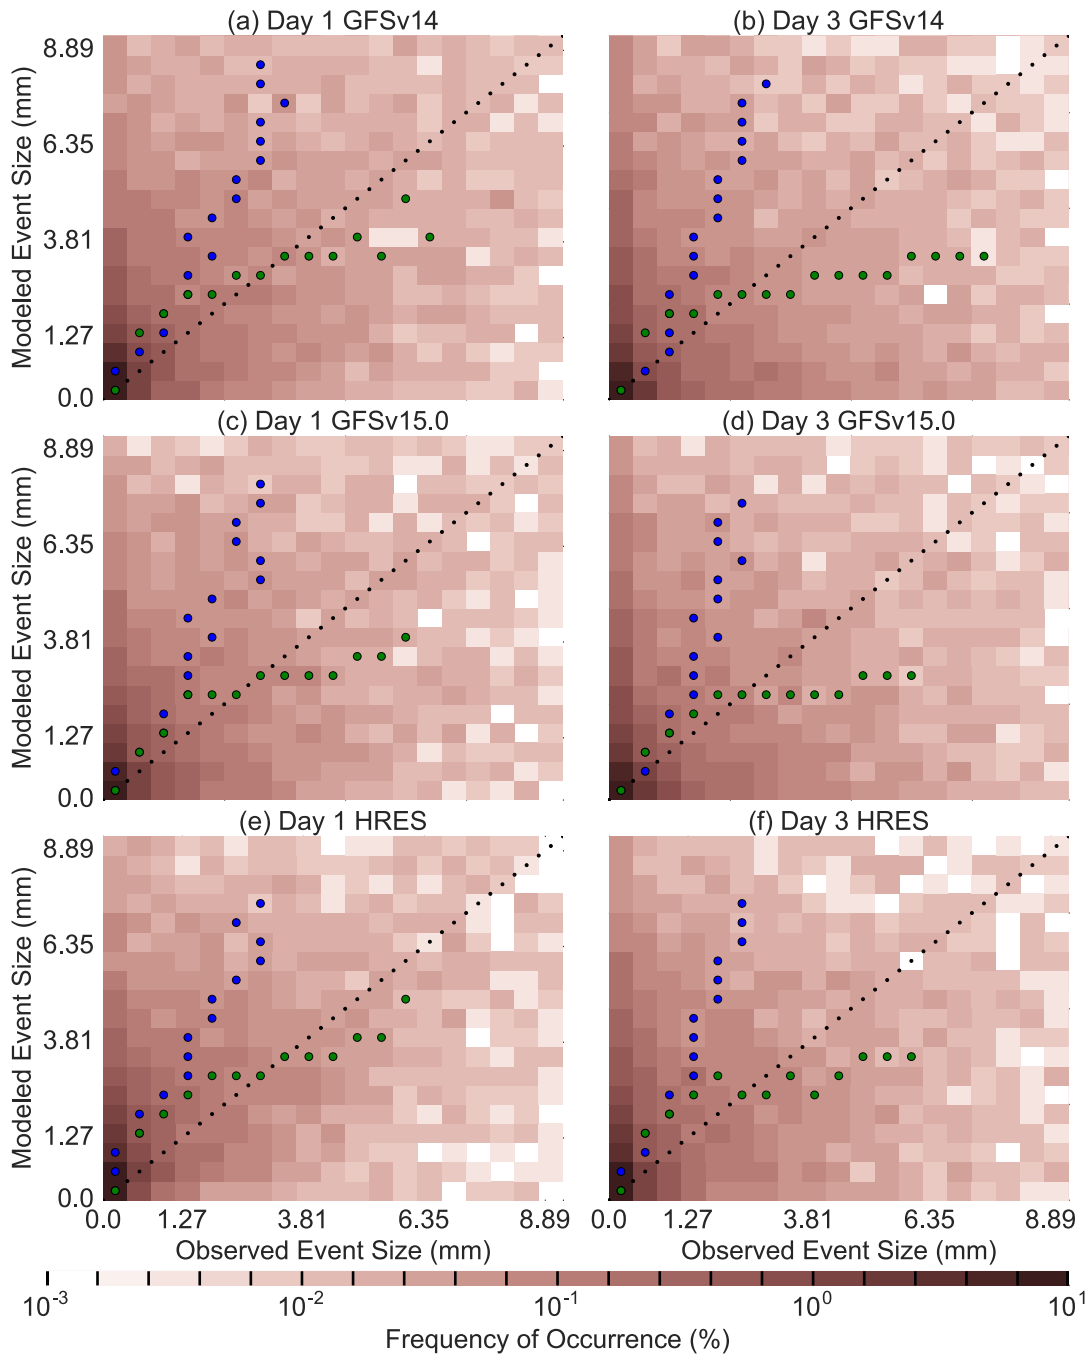 (a) Day 1 GFSv14
(b) Day 3 GFSv14
Modeled Event Size (mm)
8.89
6.35
3.81
1.27
0.0
(c) Day 1 GFSv15.0
(d) Day 3 GFSv15.0
Modeled Event Size (mm)
8.89
6.35
3.81
1.27
0.0
(e) Day 1 HRES
(f) Day 3 HRES
Modeled Event Size (mm)
8.89
6.35
3.81
1.27
0.0
0.0 1.27 3.81 6.35 8.89
0.0 1.27 3.81 6.35 8.89
Observed Event Size (mm)
Observed Event Size (mm)
10⁻³ 10⁻² 10⁻¹ 10⁰ 10¹
Frequency of Occurrence (%)